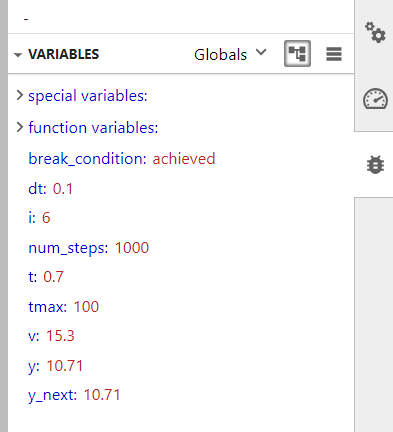 -
VARIABLES Globals
special variables:
function variables:
break_condition: achieved
dt: 0.1
i: 6
num_steps: 1000
t: 0.7
tmax: 100
v: 15.3
y: 10.71
y_next: 10.71